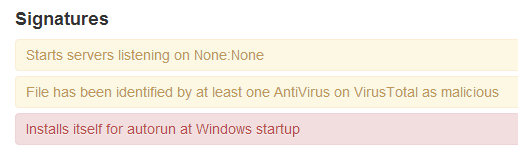 Signatures
Starts servers listening on None:None
File has been identified by at least one AntiVirus on VirusTotal as malicious
Installs itself for autorun at Windows startup